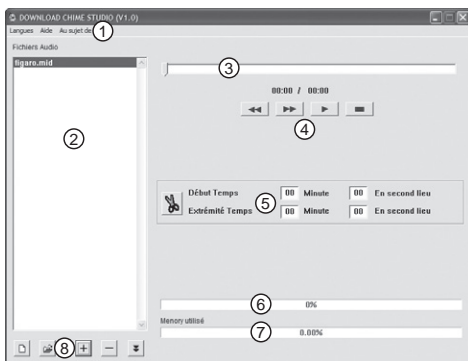 DOWNLOAD CHIME STUDIO (V1.0)
Langues Aide Au sujet de 1
Fichiers Audio
figaro.mid
3
00:00 / 00:00
4
2
Début Temps 00 Minute 00 En second lieu
5
Extrémité Temps 00 Minute 00 En second lieu
6 0%
Menory utilisé
7 0.00%
8